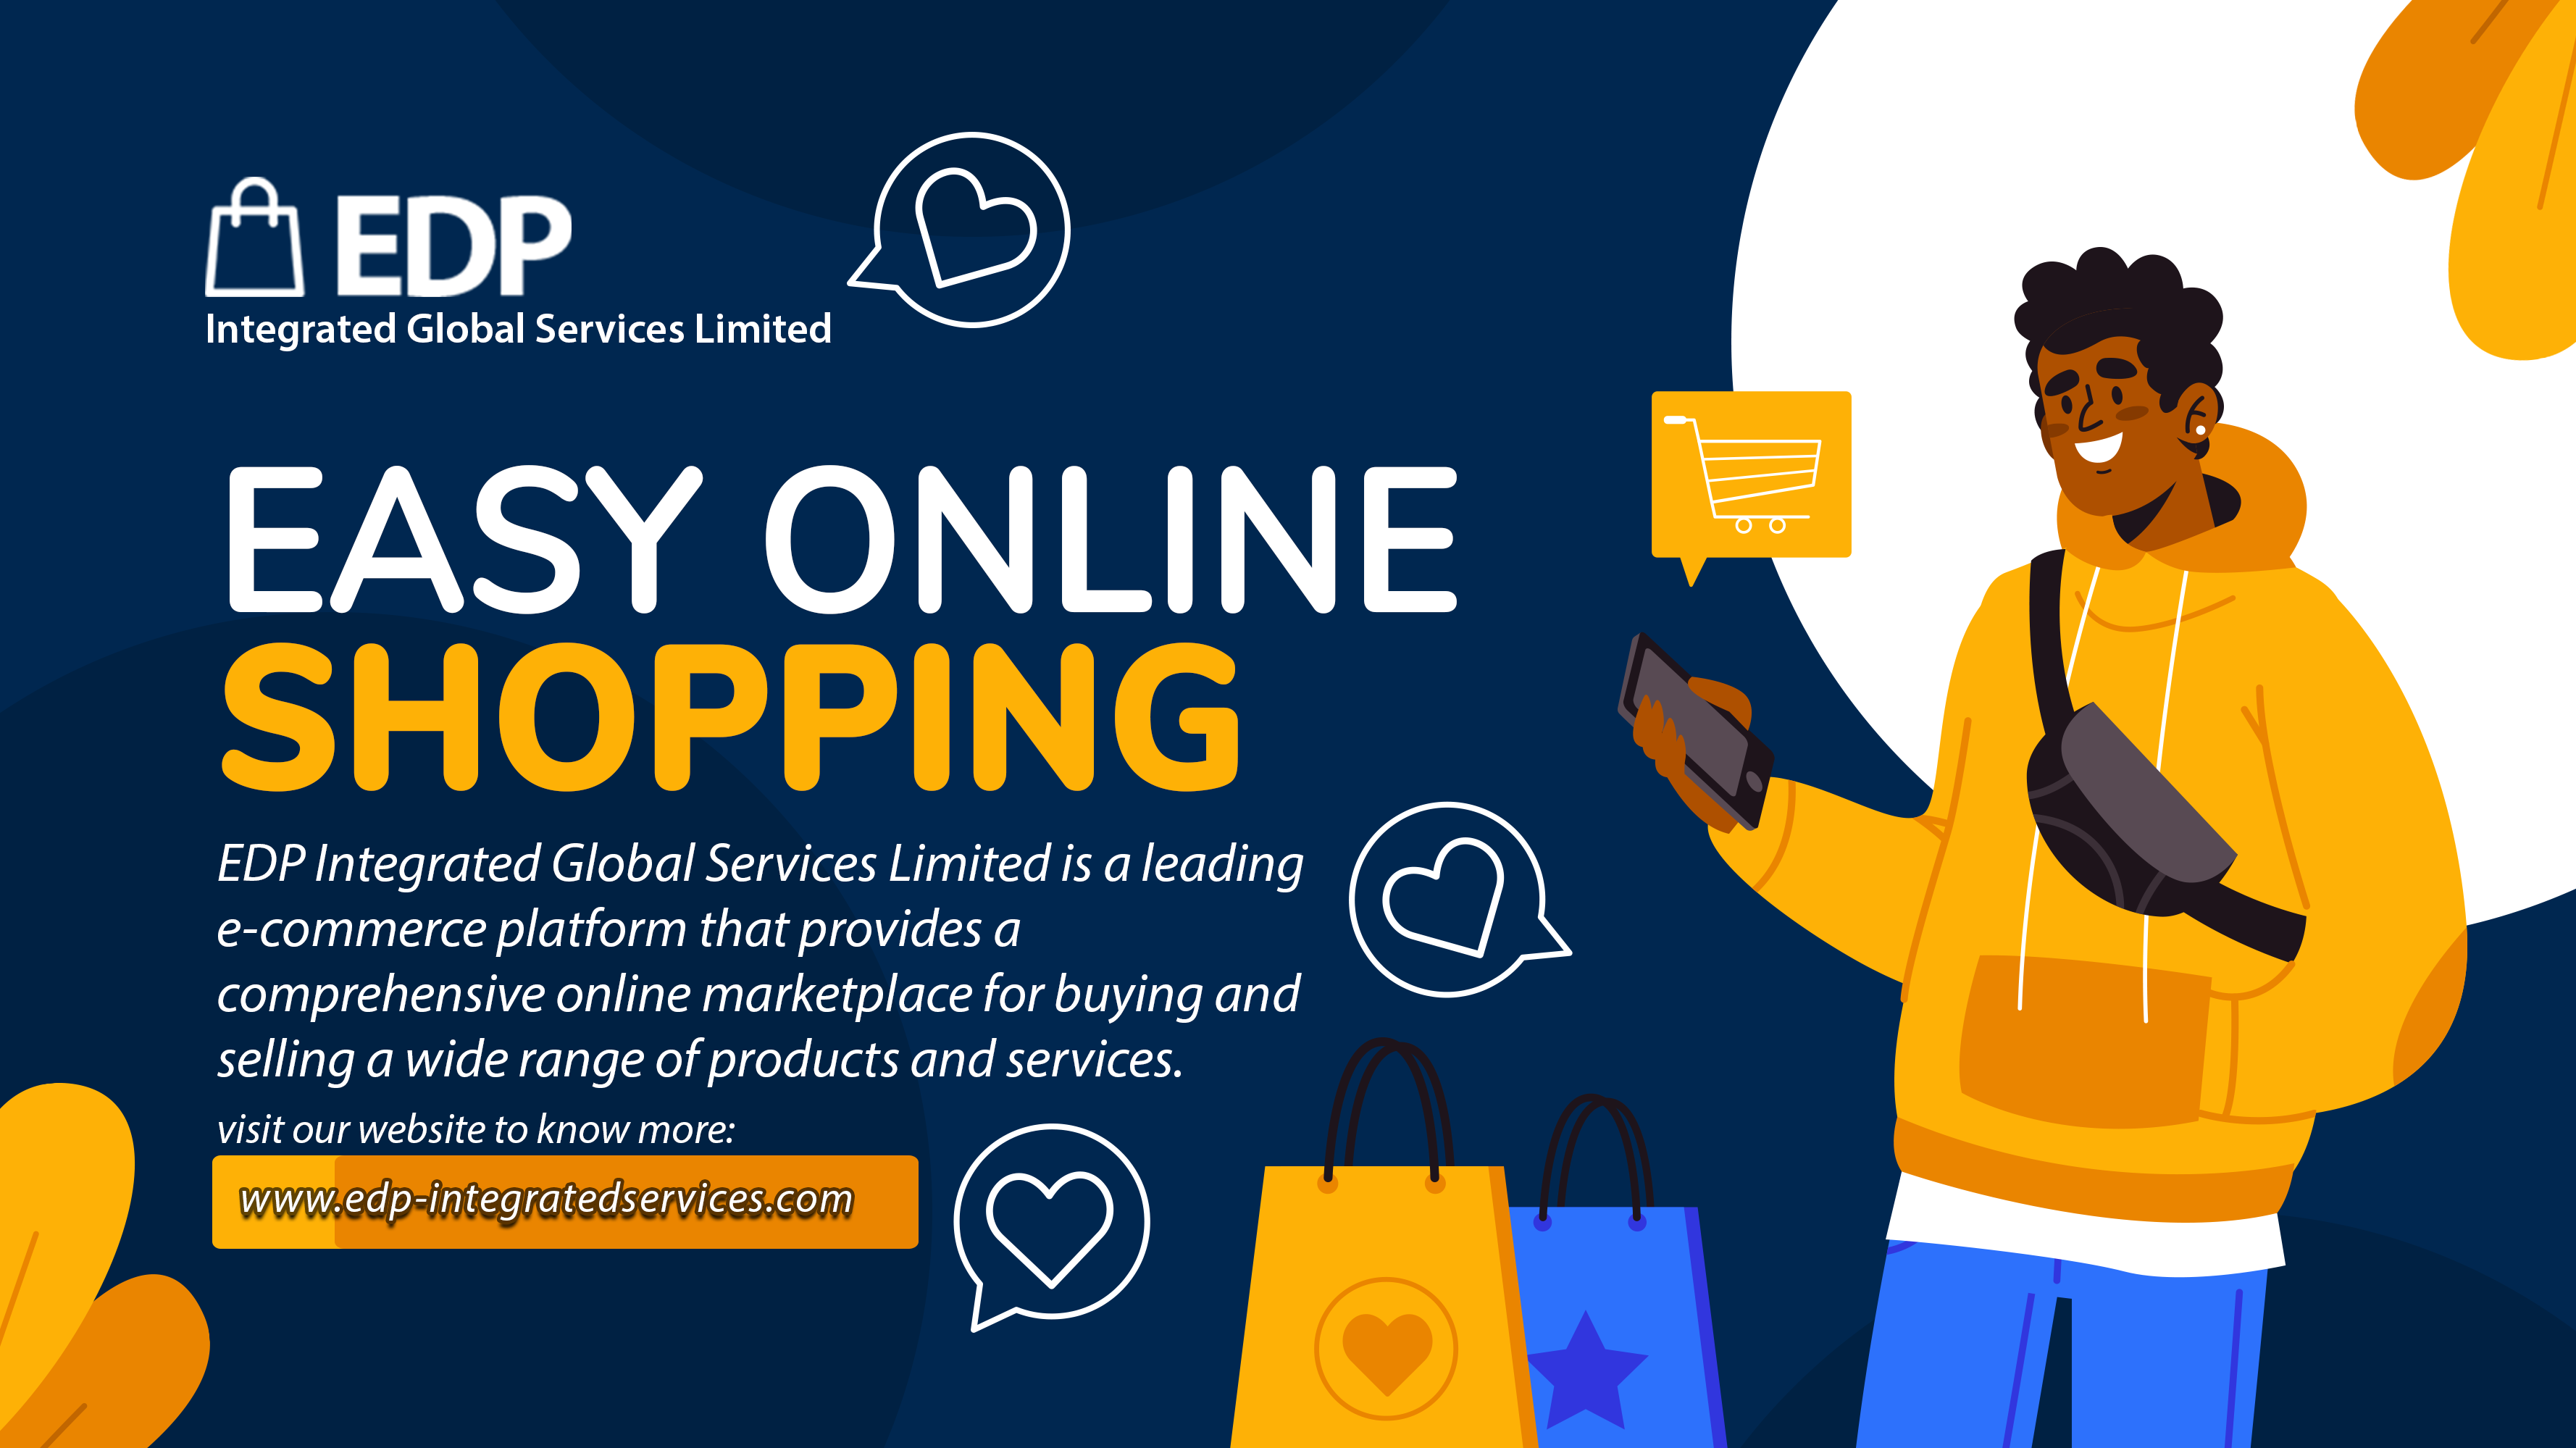 EDP
Integrated Global Services Limited
EASY ONLINE
SHOPPING
EDP Integrated Global Services Limited is a leading
e-commerce platform that provides a
comprehensive online marketplace for buying and
selling a wide range of products and services.
visit our website to know more:
www.edp-integratedservices.com